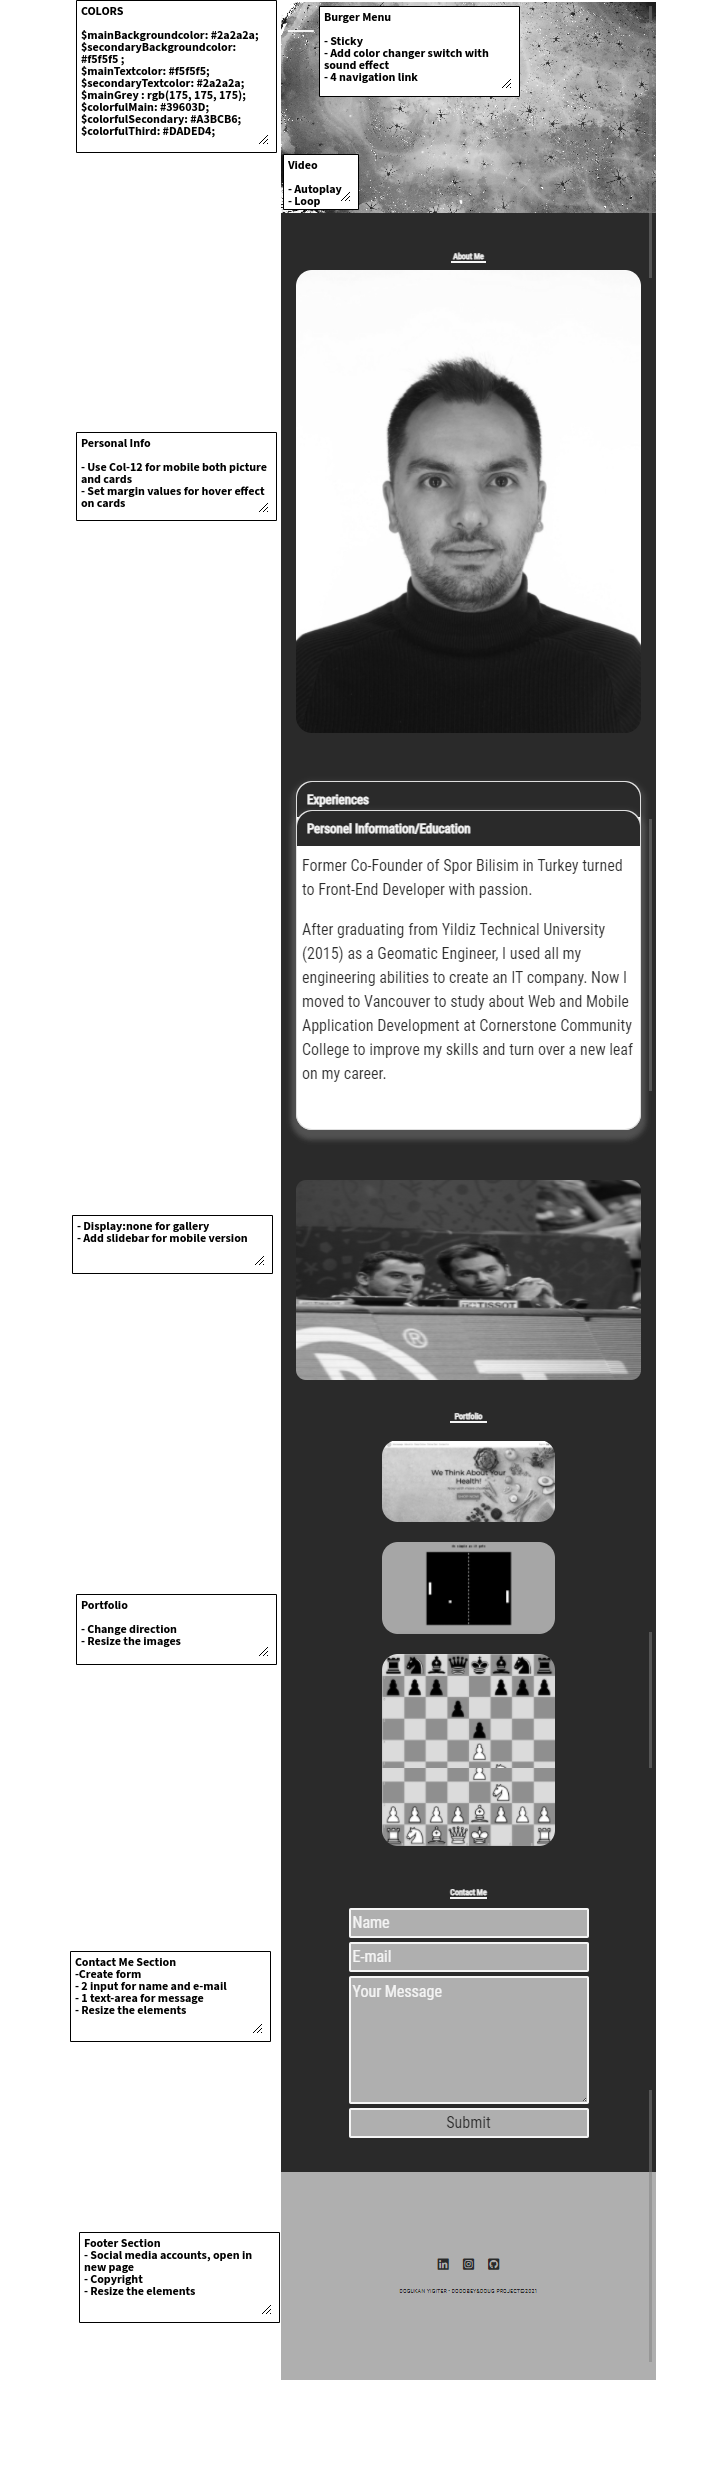 COLORS
$mainBackgroundcolor: #2a2a2a;
$secondaryBackgroundcolor:
#f5f5f5 ;
$mainTextcolor: #f5f5f5;
$secondaryTextcolor: #2a2a2a;
$mainGrey : rgb(175, 175, 175);
$colorfulMain: #39603D;
$colorfulSecondary: #A3BCB6;
$colorfulThird: #DADED4;
Burger Menu
- Sticky
- Add color changer switch with
sound effect
- 4 navigation link
Video
- Autoplay
- Loop
About Me
Personal Info
- Use Col-12 for mobile both picture
and cards
- Set margin values for hover effect
on cards
Experiences
Personel Information/Education
Former Co-Founder of Spor Bilisim in Turkey turned
to Front-End Developer with passion.
After graduating from Yildiz Technical University
(2015) as a Geomatic Engineer, I used all my
engineering abilities to create an IT company. Now I
moved to Vancouver to study about Web and Mobile
Application Development at Cornerstone Community
College to improve my skills and turn over a new leaf
on my career.
- Display:none for gallery
- Add slidebar for mobile version
TISSOT
®
Portfolio
We Think About Your
Health!
Portfolio
- Change direction
- Resize the images
Contact Me
Name
E-mail
Your Message
Submit
Contact Me Section
-Create form
- 2 input for name and e-mail
- 1 text-area for message
- Resize the elements
Footer Section
- Social media accounts, open in
new page
- Copyright
- Resize the elements
in
DOGUKAN YIGITER - DODOBEY&DDUG PROJECT©2021